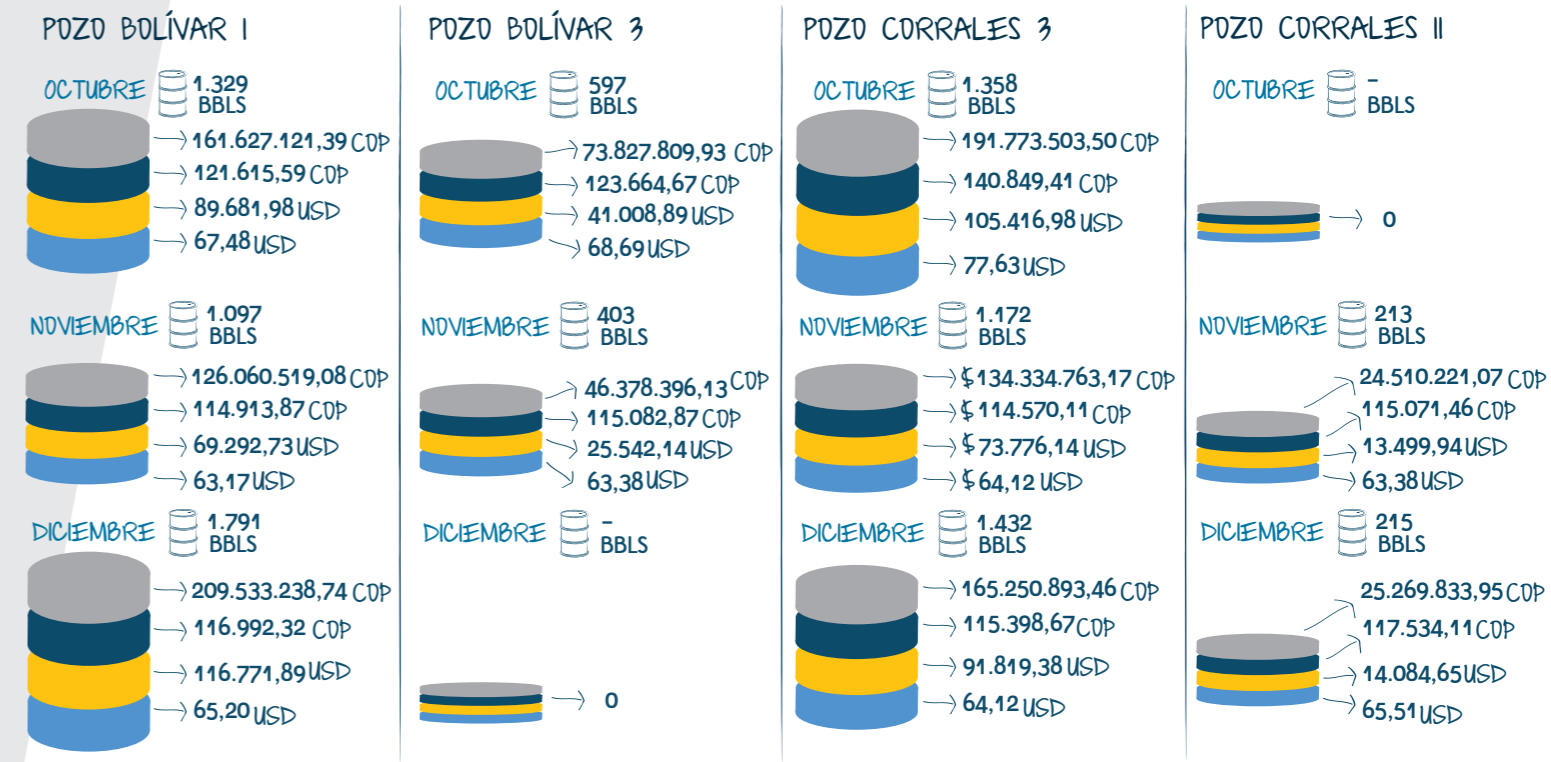 POZO BOLÍVAR 1
OCTUBRE
1.329
BBLS
161.627.121,39 COP
121.615,59 COP
89.681,98 USD
67,48 USD
NOVIEMBRE
1.097
BBLS
126.060.519,08 COP
114.913,87 COP
69.292,73 USD
63,17 USD
DICIEMBRE
1.791
BBLS
209.533.238,74 COP
116.992,32 COP
116.771,89 USD
65,20 USD
POZO BOLÍVAR 3
OCTUBRE
597
BBLS
73.827.809,93 COP
123.664,67 COP
41.008,89 USD
68,69 USD
NOVIEMBRE
403
BBLS
46.378.396,13 COP
115.082,87 COP
25.542,14 USD
63,38 USD
DICIEMBRE
-
BBLS
0
POZO CORRALES 3
OCTUBRE
1.358
BBLS
191.773.503,50 COP
140.849,41 COP
105.416,98 USD
77,63 USD
NOVIEMBRE
1.172
BBLS
$134.334.763,17 COP
$114.570,11 COP
$73.776,14 USD
$64,12 USD
DICIEMBRE
1.432
BBLS
165.250.893,46 COP
115.398,67 COP
91.819,38 USD
64,12 USD
POZO CORRALES II
OCTUBRE
-
BBLS
0
NOVIEMBRE
213
BBLS
24.510.221,07 COP
115.071,46 COP
13.499,94 USD
63,38 USD
DICIEMBRE
215
BBLS
25.269.833,95 COP
117.534,11 COP
14.084,65 USD
65,51 USD